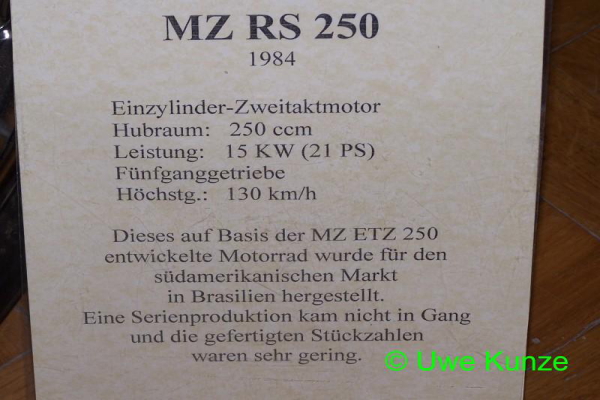 MZ RS 250
1984
Einzylinder-Zweitaktmotor
Hubraum: 250 ccm
Leistung: 15 KW (21 PS)
Fünfganggetriebe
Höchstg.: 130 km/h
Dieses auf Basis der MZ ETZ 250
entwickelte Motorrad wurde für den
südamerikanischen Markt
in Brasilien hergestellt.
Eine Serienproduktion kam nicht in Gang
und die gefertigten Stückzahlen
waren sehr gering.
© Uwe Kunze